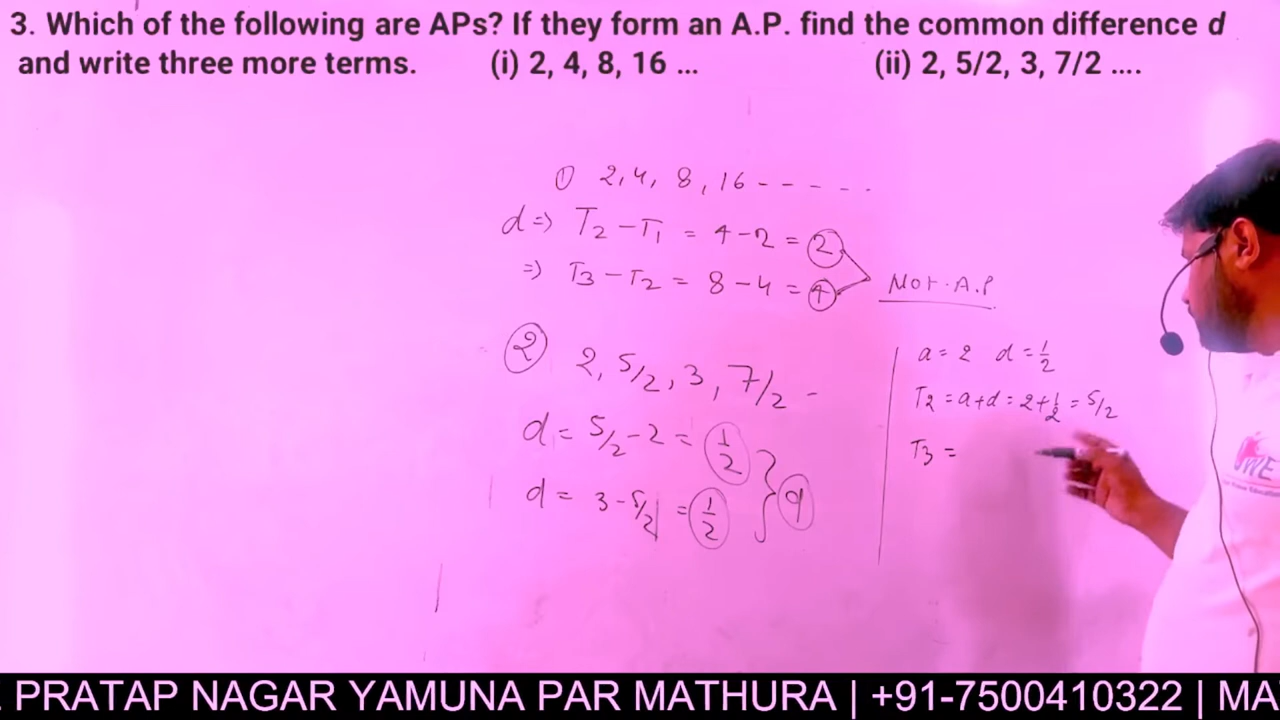 3. Which of the following are APs? If they form an A.P. find the common difference d
and write three more terms. (i) 2, 4, 8, 16 ... (ii) 2, 5/2, 3, 7/2 ....
① 2, 4, 8, 16 - - - - -
d => T2 - T1 = 4 - 2 = 2
=> T3 - T2 = 8 - 4 = 4
Not. A.P
② 2, 5/2, 3, 7/2 -
d = 5/2 - 2 = 1/2
d = 3 - 5/2 = 1/2
a = 2 d = 1/2
T2 = a + d = 2 + 1/2 = 5/2
T3 =
PRATAP NAGAR YAMUNA PAR MATHURA | +91-7500410322 |